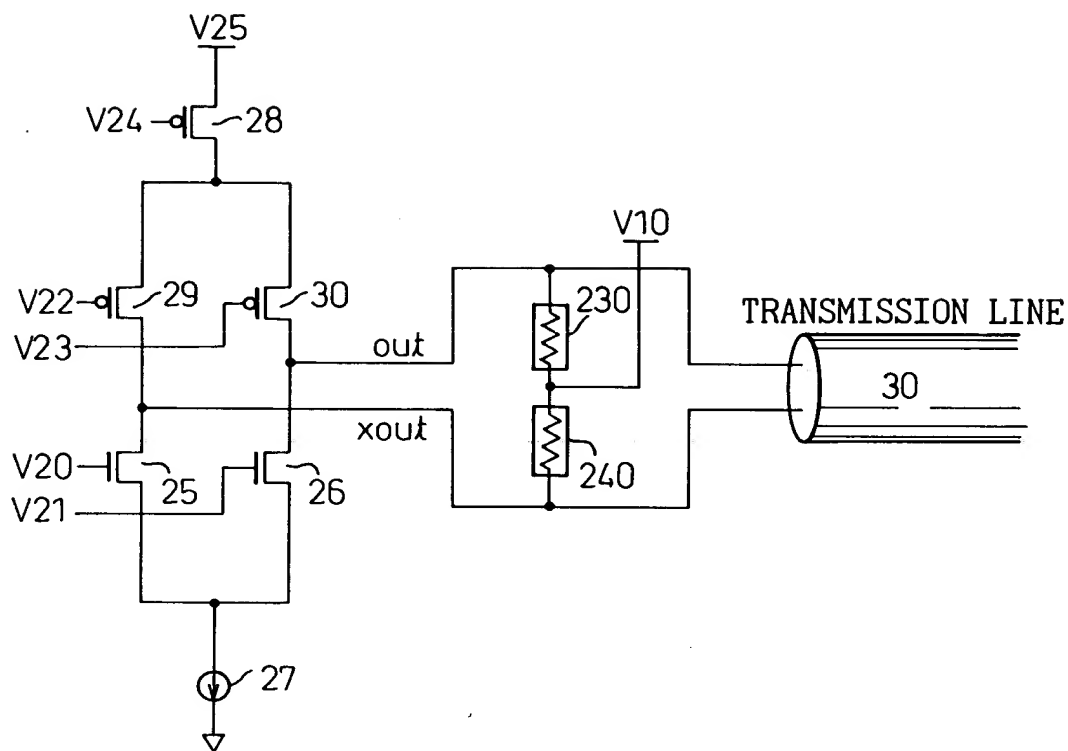 V25
V24
28
V10
V22
29
30
230
TRANSMISSION LINE
V23
out
30
xout
V20
25
26
240
V21
27